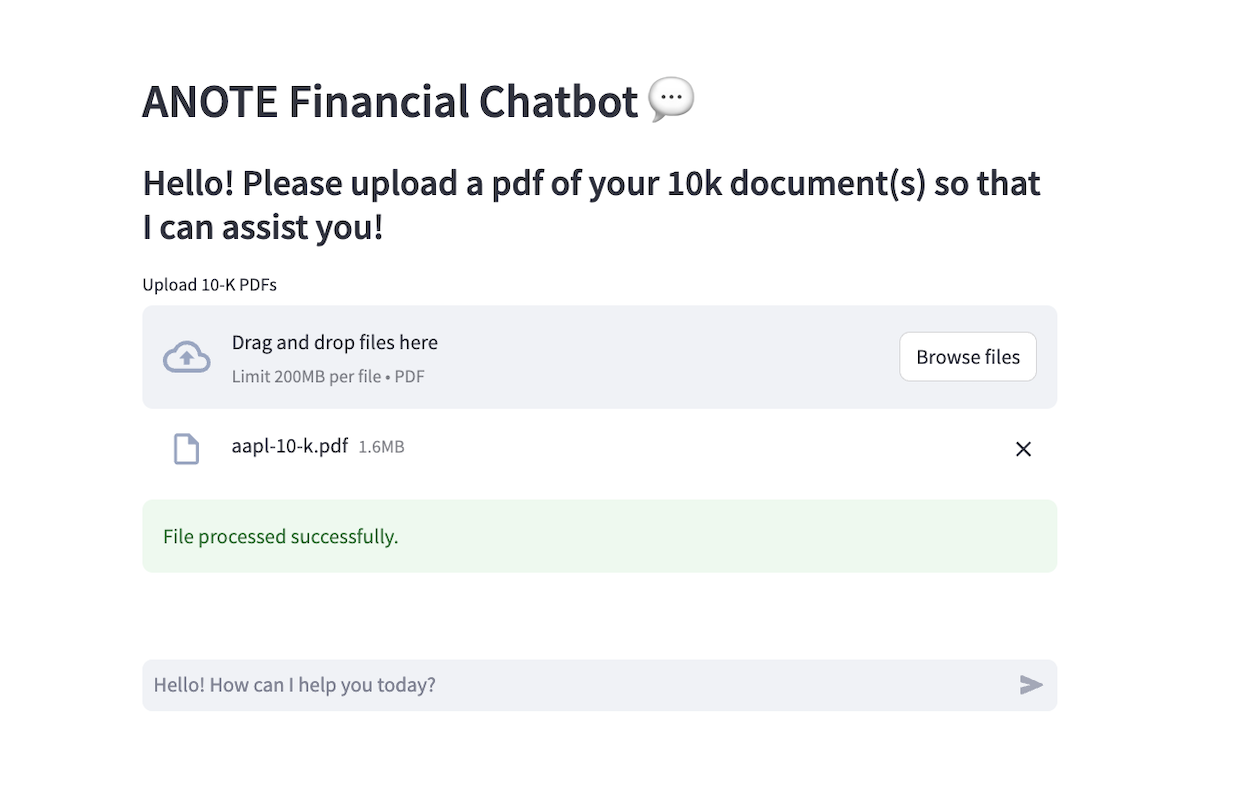 ANOTE Financial Chatbot 💬
Hello! Please upload a pdf of your 10k document(s) so that
I can assist you!
Upload 10-K PDFs
Drag and drop files here
Limit 200MB per file • PDF
Browse files
aapl-10-k.pdf 1.6MB
File processed successfully.
Hello! How can I help you today?